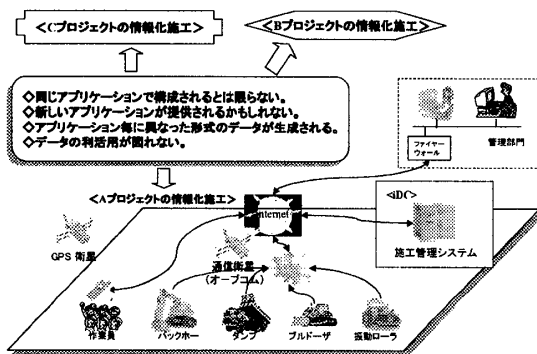 ＜Cプロジェクトの情報化施工＞
＜Bプロジェクトの情報化施工＞
◇同じアプリケーションで構成されるとは限らない。
◇新しいアプリケーションが提供されるかもしれない。
◇アプリケーション毎に異なった形式のデータが生成される。
◇データの利活用が図れない。
ファイヤー
ウォール
管理部門
＜Aプロジェクトの情報化施工＞
Internet
＜iDC＞
施工管理システム
GPS 衛星
通信衛星
(オーブコム)
作業員
バックホー
ダンプ
ブルドーザ
振動ローラ